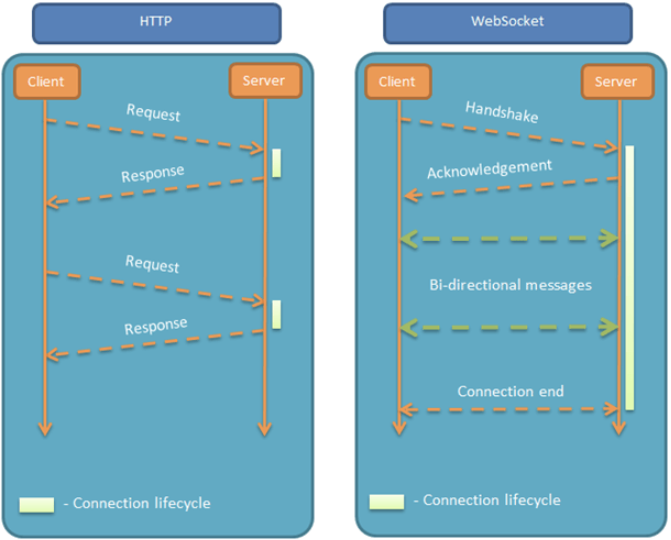 HTTP
Client
Server
Request
Response
Request
Response
- Connection lifecycle
WebSocket
Client
Server
Handshake
Acknowledgement
Bi-directional messages
Connection end
- Connection lifecycle